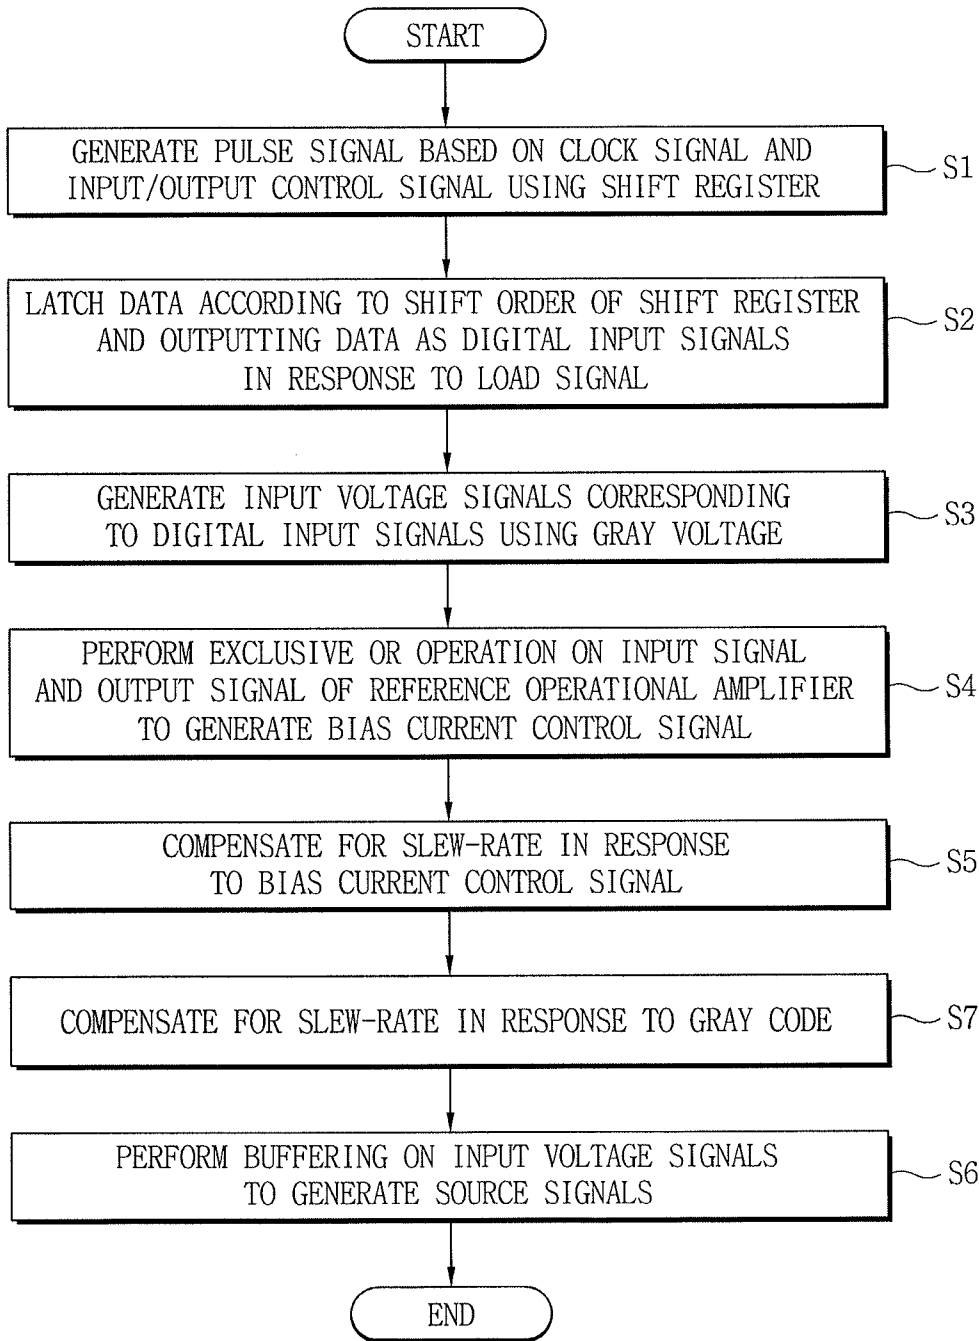 START
GENERATE PULSE SIGNAL BASED ON CLOCK SIGNAL AND
INPUT/OUTPUT CONTROL SIGNAL USING SHIFT REGISTER
S1
LATCH DATA ACCORDING TO SHIFT ORDER OF SHIFT REGISTER
AND OUTPUTTING DATA AS DIGITAL INPUT SIGNALS
IN RESPONSE TO LOAD SIGNAL
S2
GENERATE INPUT VOLTAGE SIGNALS CORRESPONDING
TO DIGITAL INPUT SIGNALS USING GRAY VOLTAGE
S3
PERFORM EXCLUSIVE OR OPERATION ON INPUT SIGNAL
AND OUTPUT SIGNAL OF REFERENCE OPERATIONAL AMPLIFIER
TO GENERATE BIAS CURRENT CONTROL SIGNAL
S4
COMPENSATE FOR SLEW-RATE IN RESPONSE
TO BIAS CURRENT CONTROL SIGNAL
S5
COMPENSATE FOR SLEW-RATE IN RESPONSE TO GRAY CODE
S7
PERFORM BUFFERING ON INPUT VOLTAGE SIGNALS
TO GENERATE SOURCE SIGNALS
S6
END